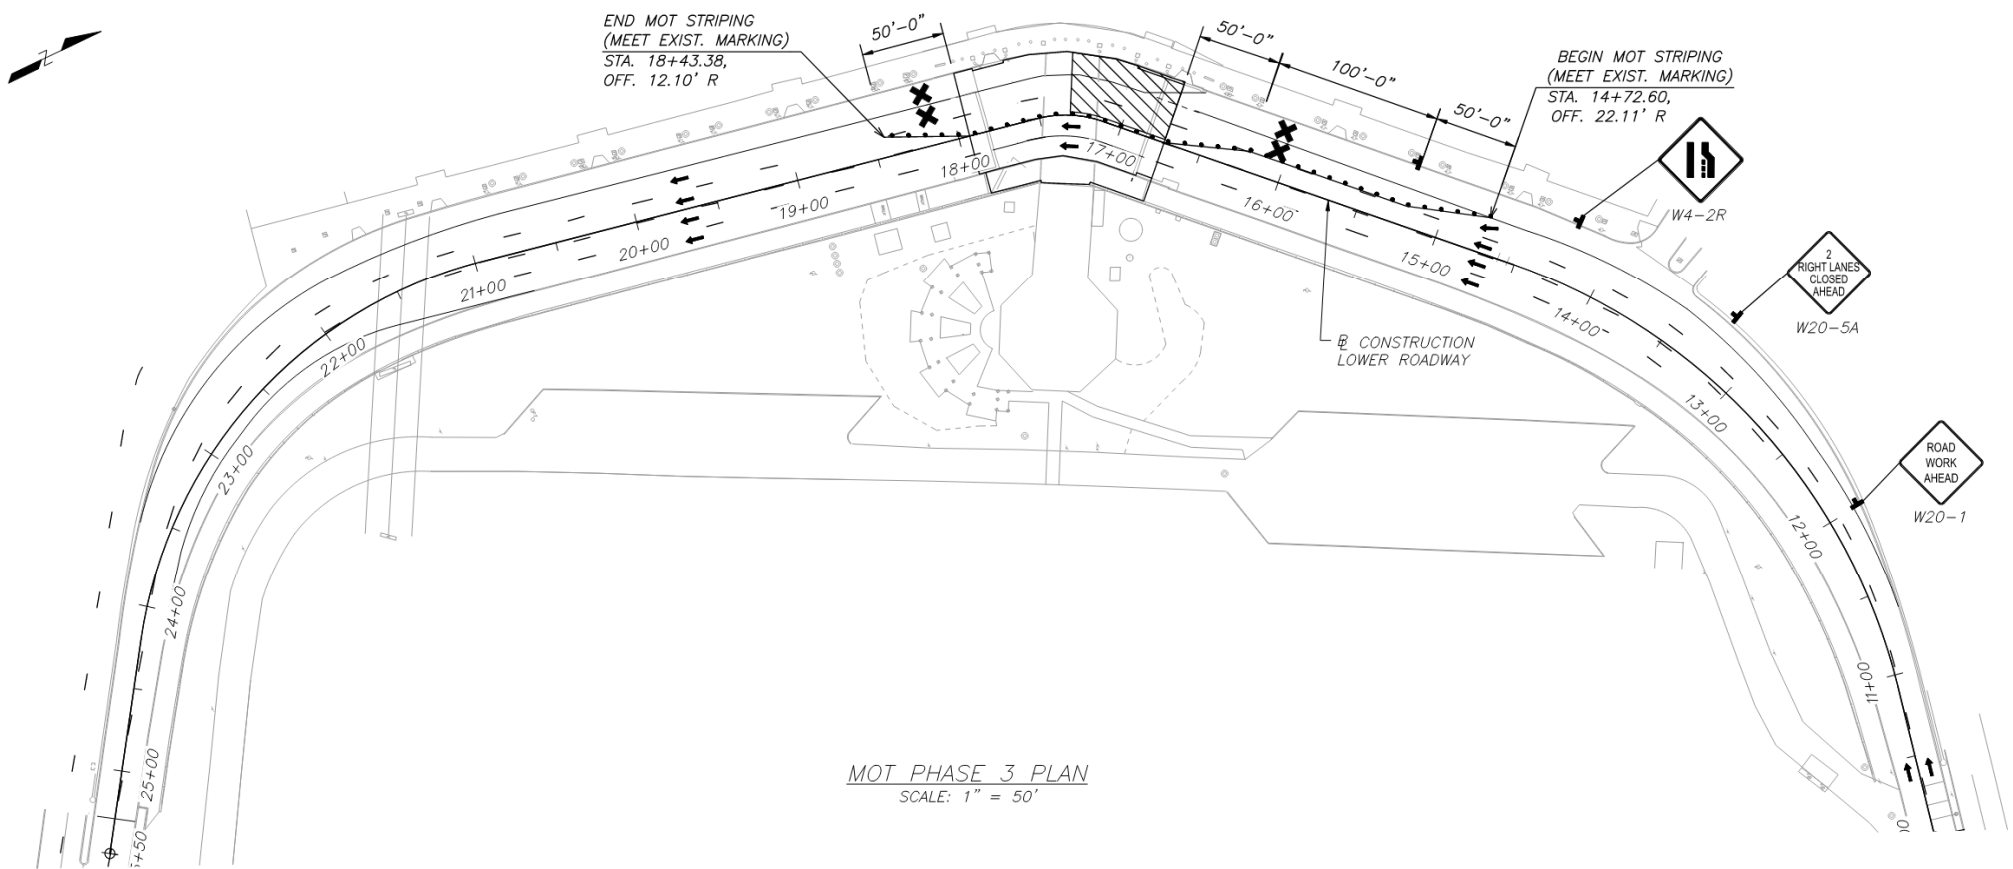 END MOT STRIPING
(MEET EXIST. MARKING)
STA. 18+43.38,
OFF. 12.10' R
50'-0"
50'-0"
100'-0"
50'-0"
BEGIN MOT STRIPING
(MEET EXIST. MARKING)
STA. 14+72.60,
OFF. 22.11' R
Z
W4-2R
2
RIGHT LANES
CLOSED
AHEAD
W20-5A
ROAD
WORK
AHEAD
W20-1
11+00
12+00
13+00
14+00
15+00
16+00
17+00
18+00
19+00
20+00
21+00
22+00
23+00
24+00
25+00
5+50
00
BL CONSTRUCTION
LOWER ROADWAY
MOT PHASE 3 PLAN
SCALE: 1" = 50'